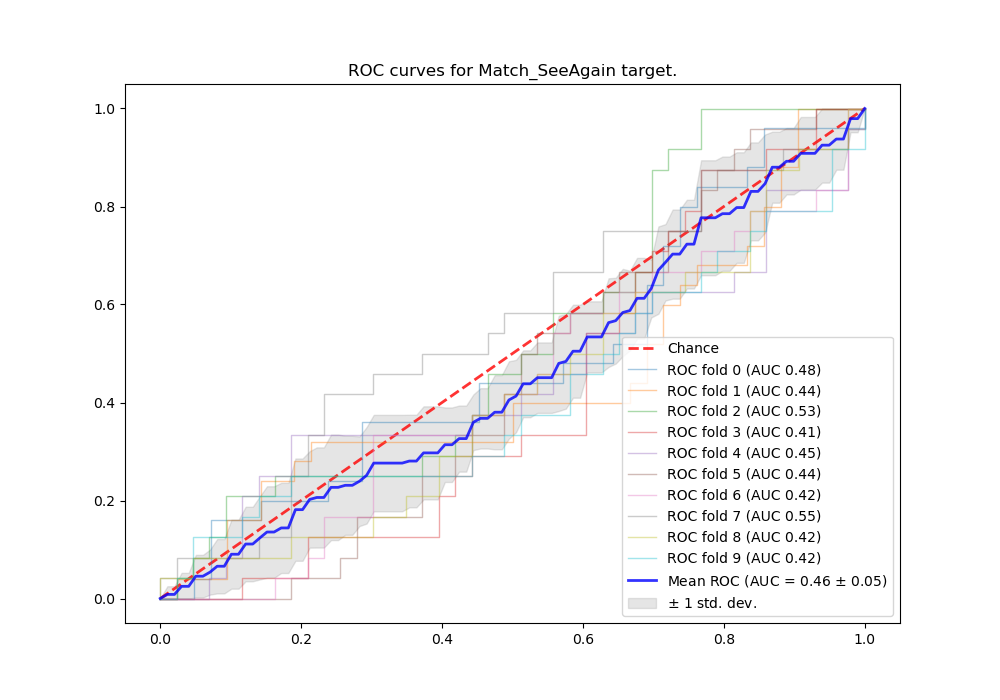 ROC curves for Match_SeeAgain target.
1.0
0.8
0.6
0.4
0.2
0.0
0.0 0.2 0.4 0.6 0.8 1.0
Chance
ROC fold 0 (AUC 0.48)
ROC fold 1 (AUC 0.44)
ROC fold 2 (AUC 0.53)
ROC fold 3 (AUC 0.41)
ROC fold 4 (AUC 0.45)
ROC fold 5 (AUC 0.44)
ROC fold 6 (AUC 0.42)
ROC fold 7 (AUC 0.55)
ROC fold 8 (AUC 0.42)
ROC fold 9 (AUC 0.42)
Mean ROC (AUC = 0.46 ± 0.05)
± 1 std. dev.